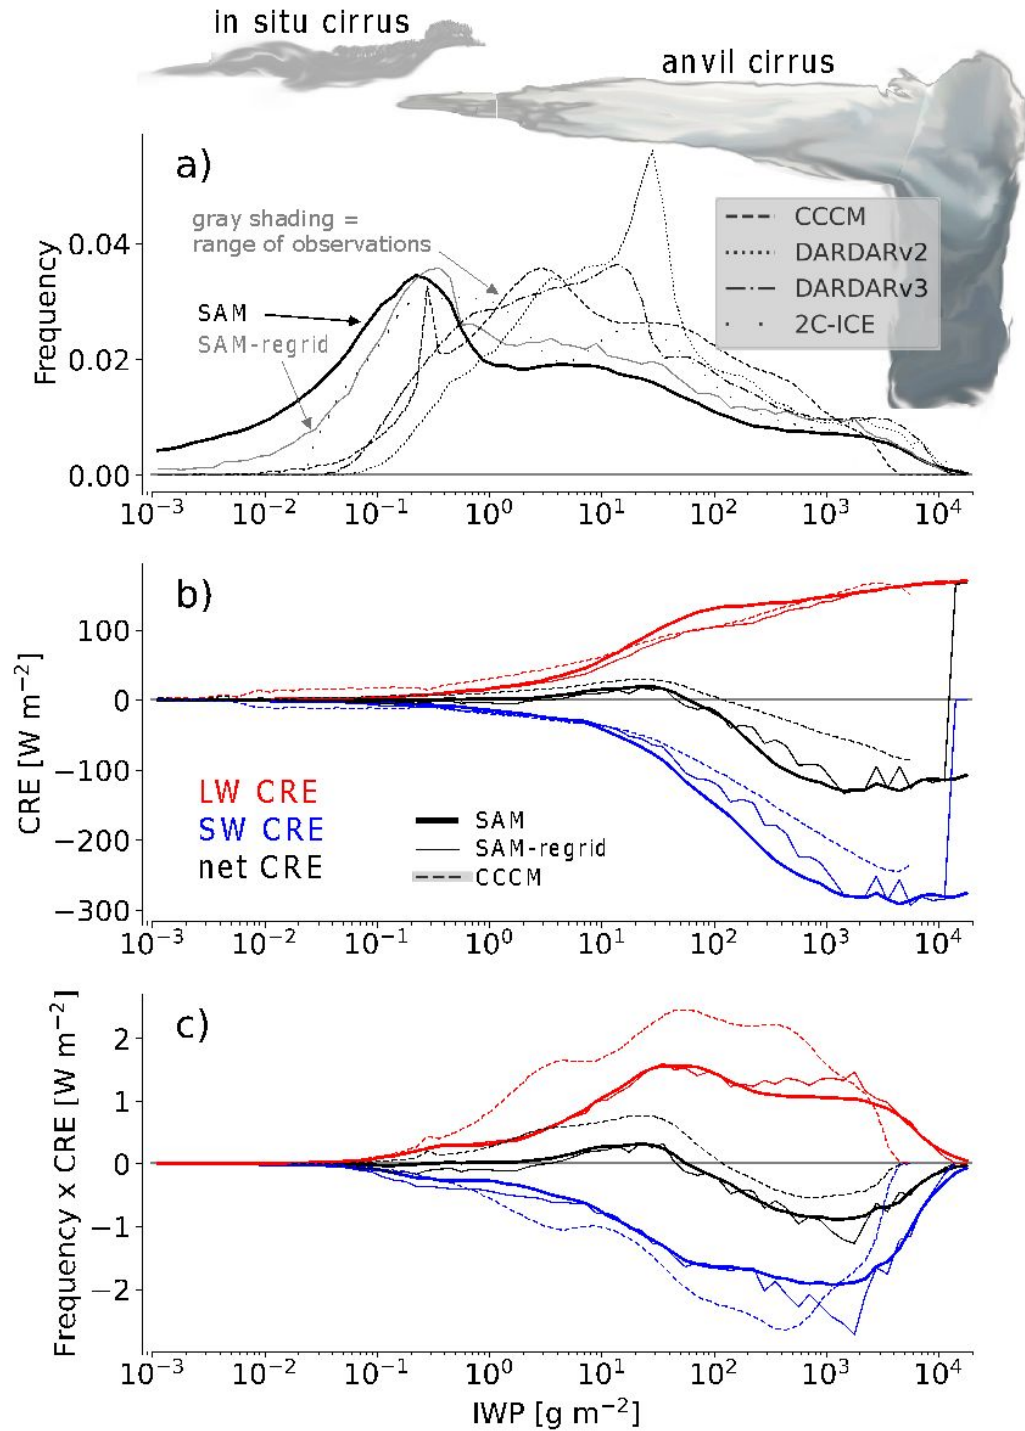 in situ cirrus
anvil cirrus
a)
gray shading =
range of observations
SAM
SAM-regrid
CCCM
DARDARv2
DARDARv3
2C-ICE
Frequency
0.04
0.02
0.00
10⁻³ 10⁻² 10⁻¹ 10⁰ 10¹ 10² 10³ 10⁴
b)
CRE [W m⁻²]
100
0
−100
−200
−300
LW CRE
SW CRE
net CRE
SAM
SAM-regrid
CCCM
10⁻³ 10⁻² 10⁻¹ 10⁰ 10¹ 10² 10³ 10⁴
c)
Frequency x CRE [W m⁻²]
2
1
0
−1
−2
10⁻³ 10⁻² 10⁻¹ 10⁰ 10¹ 10² 10³ 10⁴
IWP [g m⁻²]